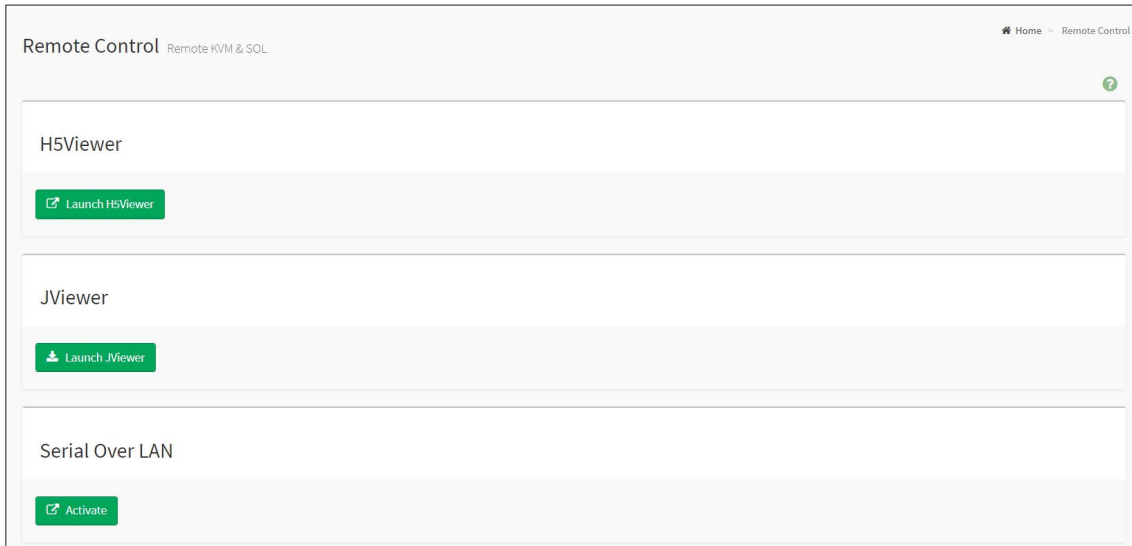 Remote Control Remote KVM & SOL
Home > Remote Control
?
H5Viewer
Launch H5Viewer
JViewer
Launch JViewer
Serial Over LAN
Activate